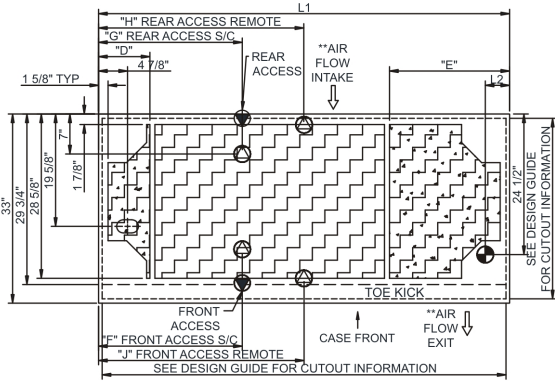 L1
"H" REAR ACCESS REMOTE
"G" REAR ACCESS S/C
"D"
4 7/8"
1 5/8" TYP
REAR
ACCESS
**AIR
FLOW
INTAKE
"E"
L2
33"
29 3/4"
28 5/8"
19 5/8"
7"
1 7/8"
24 1/2"
SEE DESIGN GUIDE
FOR CUTOUT INFORMATION
TOE KICK
FRONT
ACCESS
CASE FRONT
**AIR
FLOW
EXIT
"F" FRONT ACCESS S/C
"J" FRONT ACCESS REMOTE
SEE DESIGN GUIDE FOR CUTOUT INFORMATION